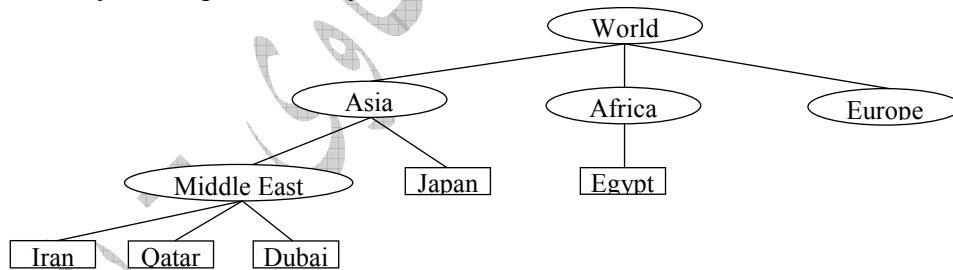 World
Asia
Africa
Europe
Middle East
Japan
Egypt
Iran
Qatar
Dubai